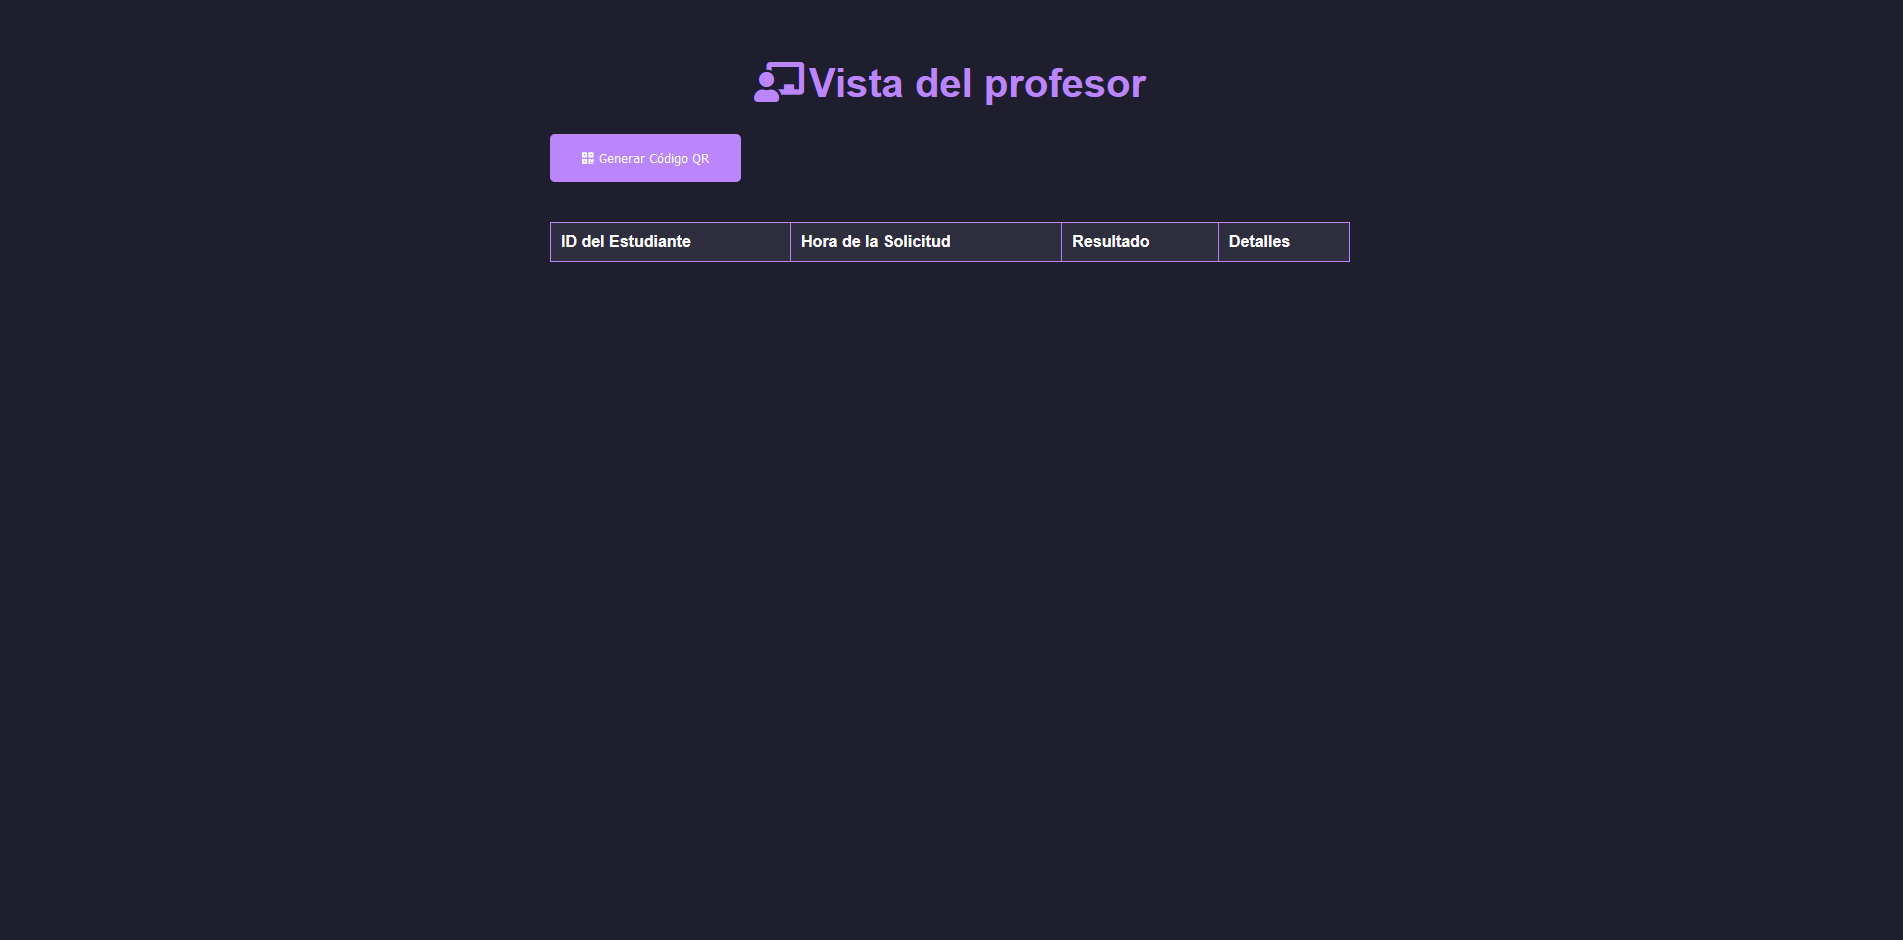 Vista del profesor
Generar Código QR
ID del Estudiante Hora de la Solicitud Resultado Detalles